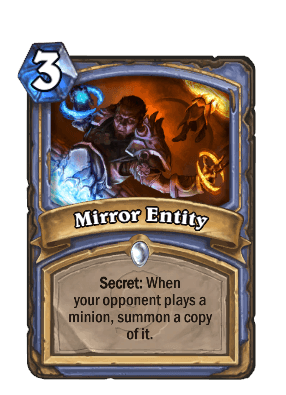 3
Mirror Entity
Secret: When
your opponent plays a
minion, summon a copy
of it.